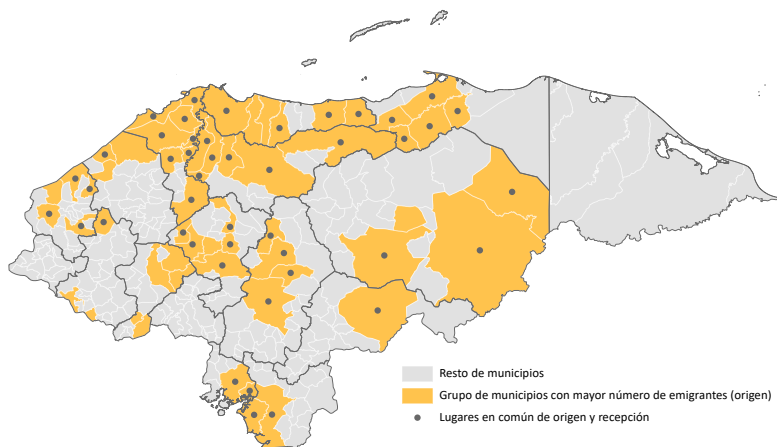 Resto de municipios
Grupo de municipios con mayor número de emigrantes (origen)
Lugares en común de origen y recepción